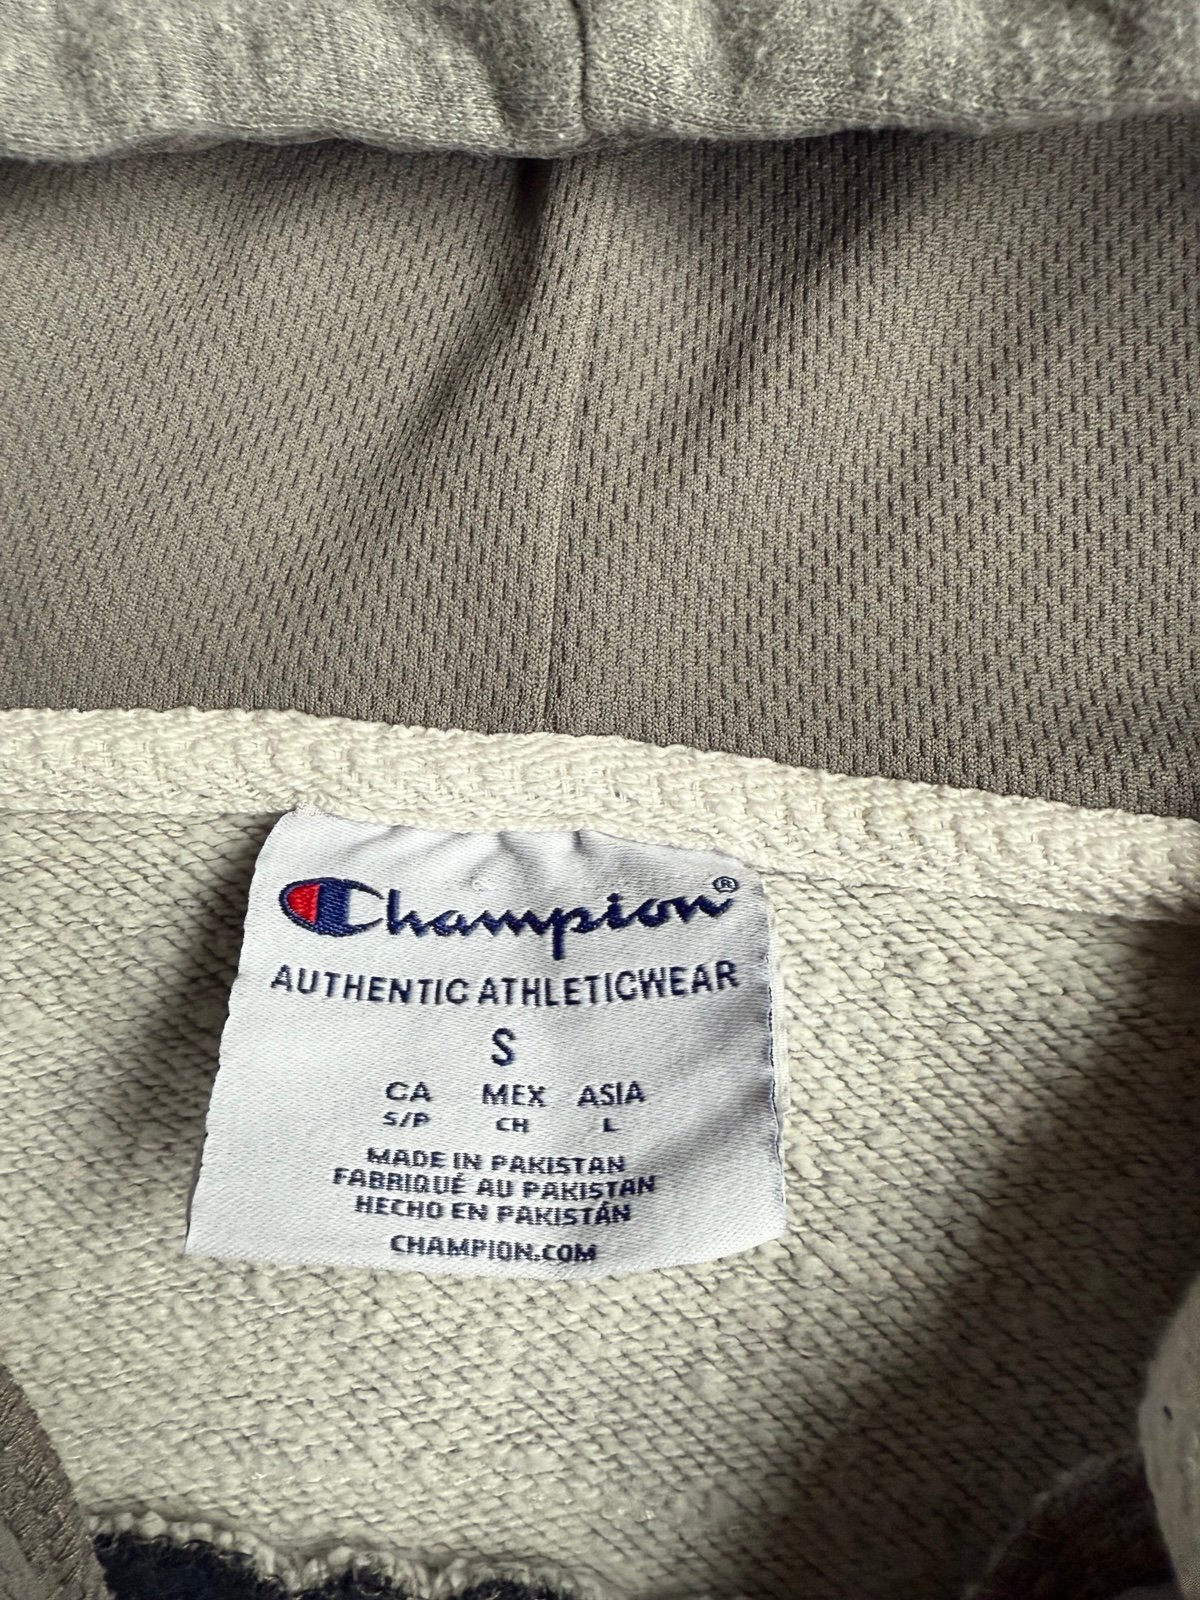 Champion®
AUTHENTIC ATHLETICWEAR
S
CA MEX ASIA
S/P CH L
MADE IN PAKISTAN
FABRIQUÉ AU PAKISTAN
HECHO EN PAKISTÁN
CHAMPION.COM